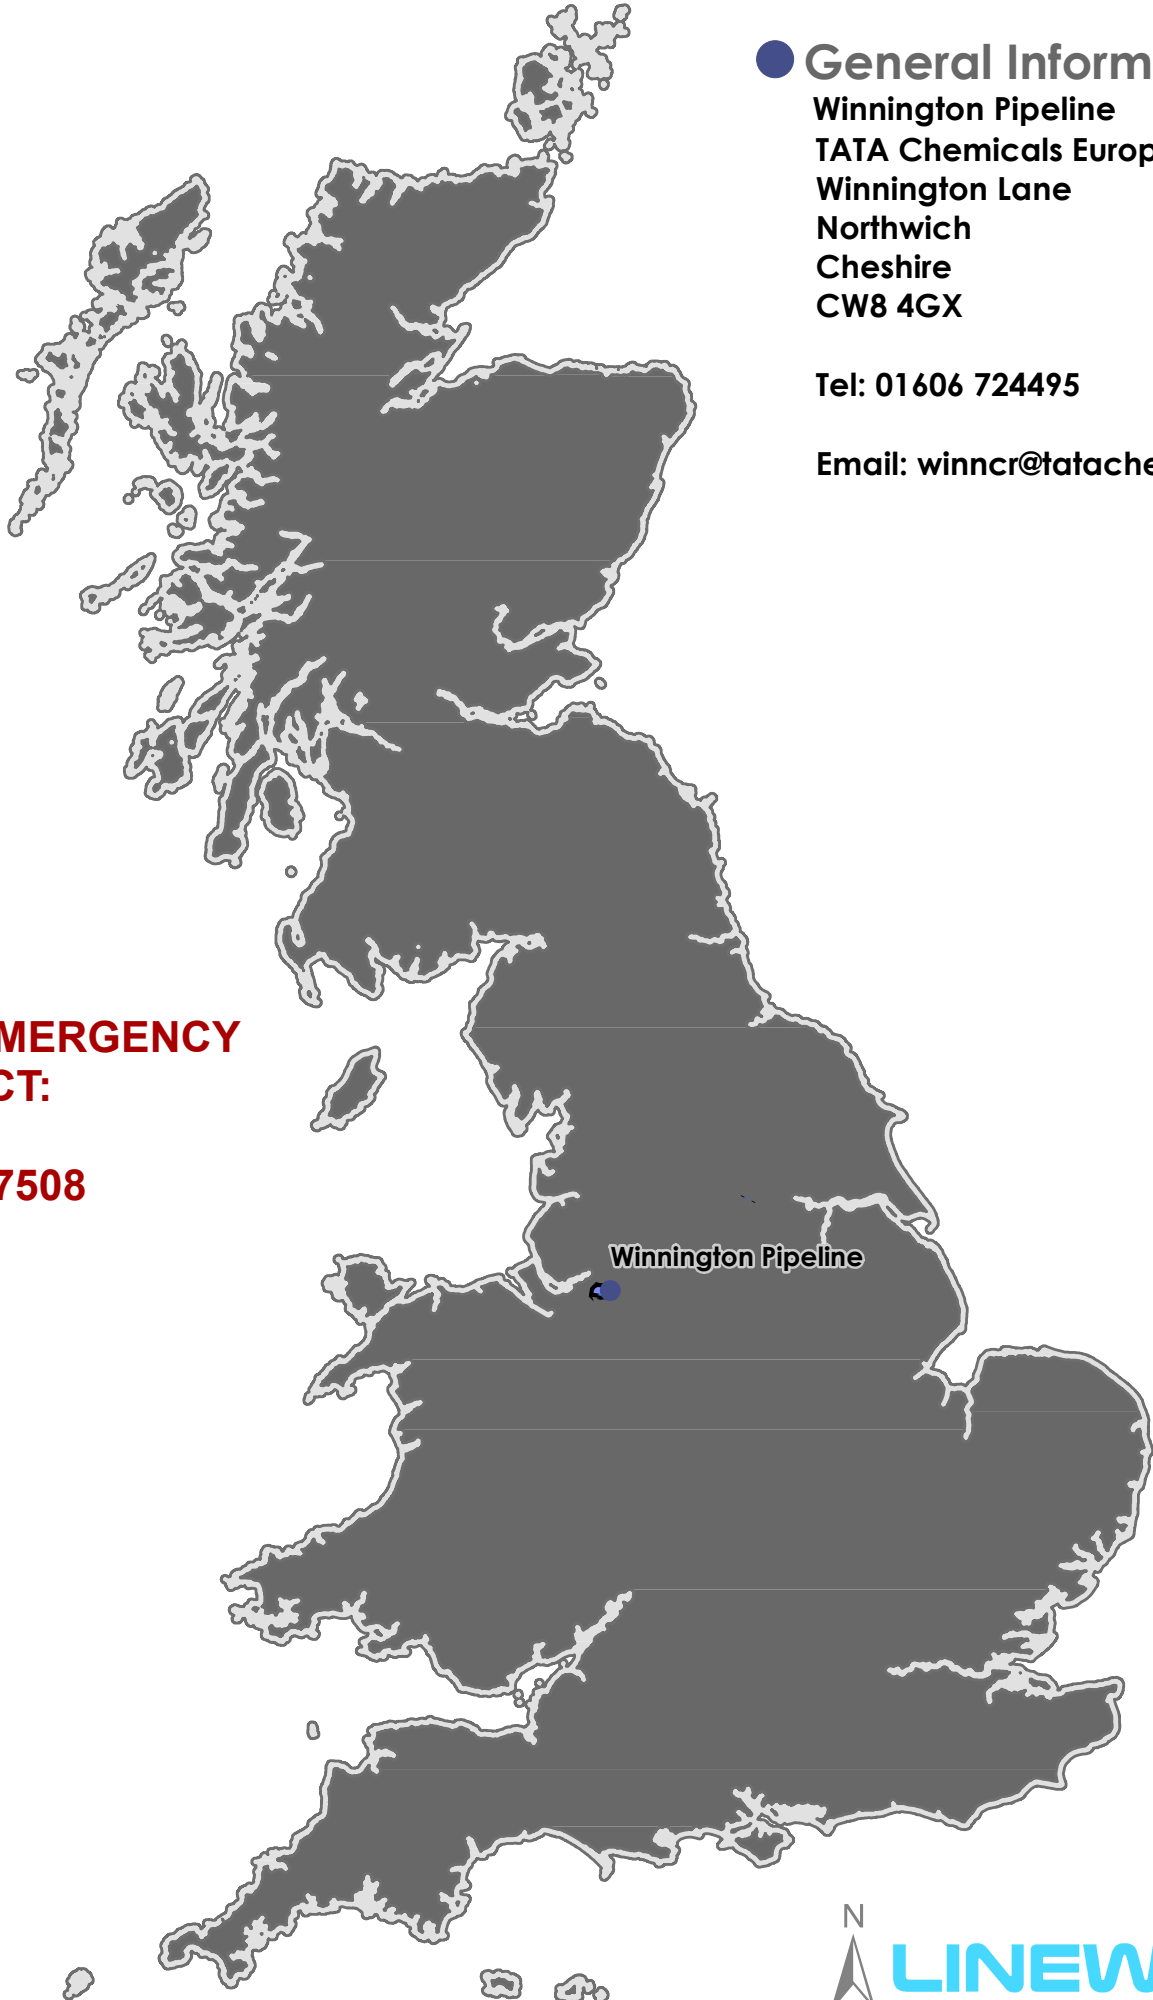 General Inform
Winnington Pipeline
TATA Chemicals Europ
Winnington Lane
Northwich
Cheshire
CW8 4GX
Tel: 01606 724495
Email: winncr@tatache
MERGENCY
CT:
7508
Winnington Pipeline
N
LINEW